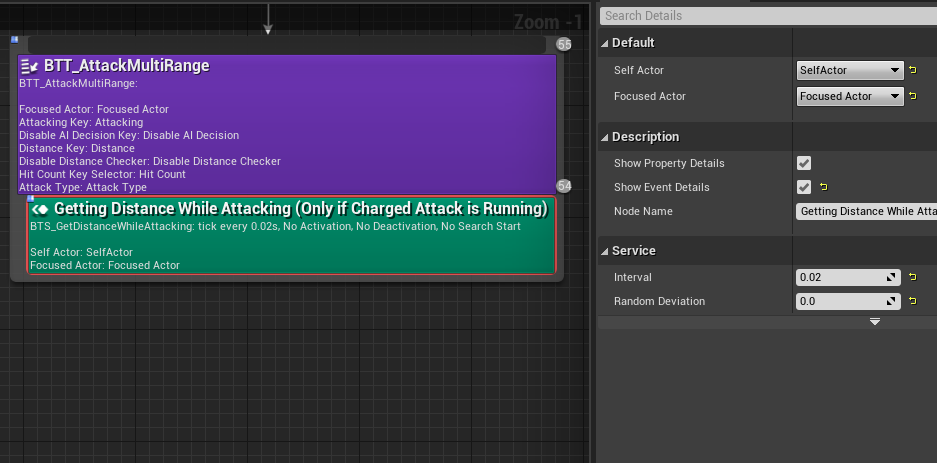 Zoom -1
55
BTT_AttackMultiRange
BTT_AttackMultiRange:
Focused Actor: Focused Actor
Attacking Key: Attacking
Disable AI Decision Key: Disable AI Decision
Distance Key: Distance
Disable Distance Checker: Disable Distance Checker
Hit Count Key Selector: Hit Count
Attack Type: Attack Type
54
Getting Distance While Attacking (Only if Charged Attack is Running)
BTS_GetDistanceWhileAttacking: tick every 0.02s, No Activation, No Deactivation, No Search Start
Self Actor: SelfActor
Focused Actor: Focused Actor
Search Details
Default
Self Actor SelfActor
Focused Actor Focused Actor
Description
Show Property Details
Show Event Details
Node Name Getting Distance While Atta
Service
Interval 0.02
Random Deviation 0.0